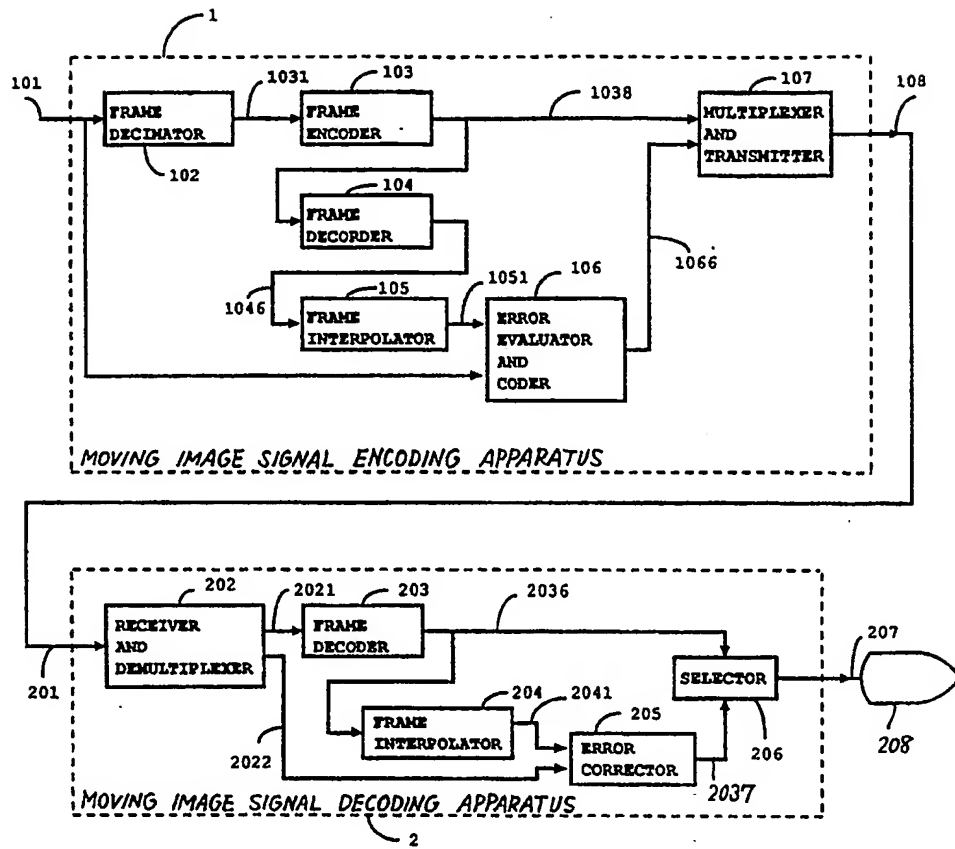 1
101
1031
103
1038
107
108
FRAME
DECIMATOR
102
FRAME
ENCODER
MULTIPLEXER
AND
TRANSMITTER
104
FRAME
DECORDER
1066
1046
105
1051
106
FRAME
INTERPOLATOR
ERROR
EVALUATOR
AND
CODER
MOVING IMAGE SIGNAL ENCODING APPARATUS
202
2021
203
2036
RECEIVER
AND
DEMULTIPLEXER
FRAME
DECODER
207
201
SELECTOR
204
2041
205
206
208
FRAME
INTERPOLATOR
2022
ERROR
CORRECTOR
2037
MOVING IMAGE SIGNAL DECODING APPARATUS
2